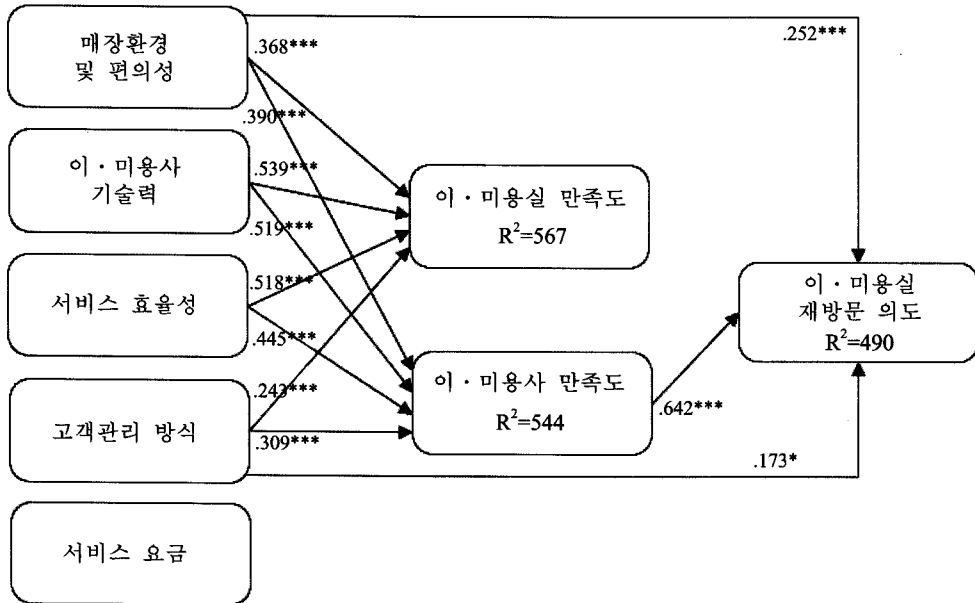 매장환경
및 편의성
.368***
.252***
.390***
이·미용사
기술력
.539***
.519***
이·미용실 만족도
R²=567
서비스 효율성
.518***
.445***
이·미용실
재방문 의도
R²=490
고객관리 방식
.243***
.309***
이·미용사 만족도
R²=544
.642***
.173*
서비스 요금